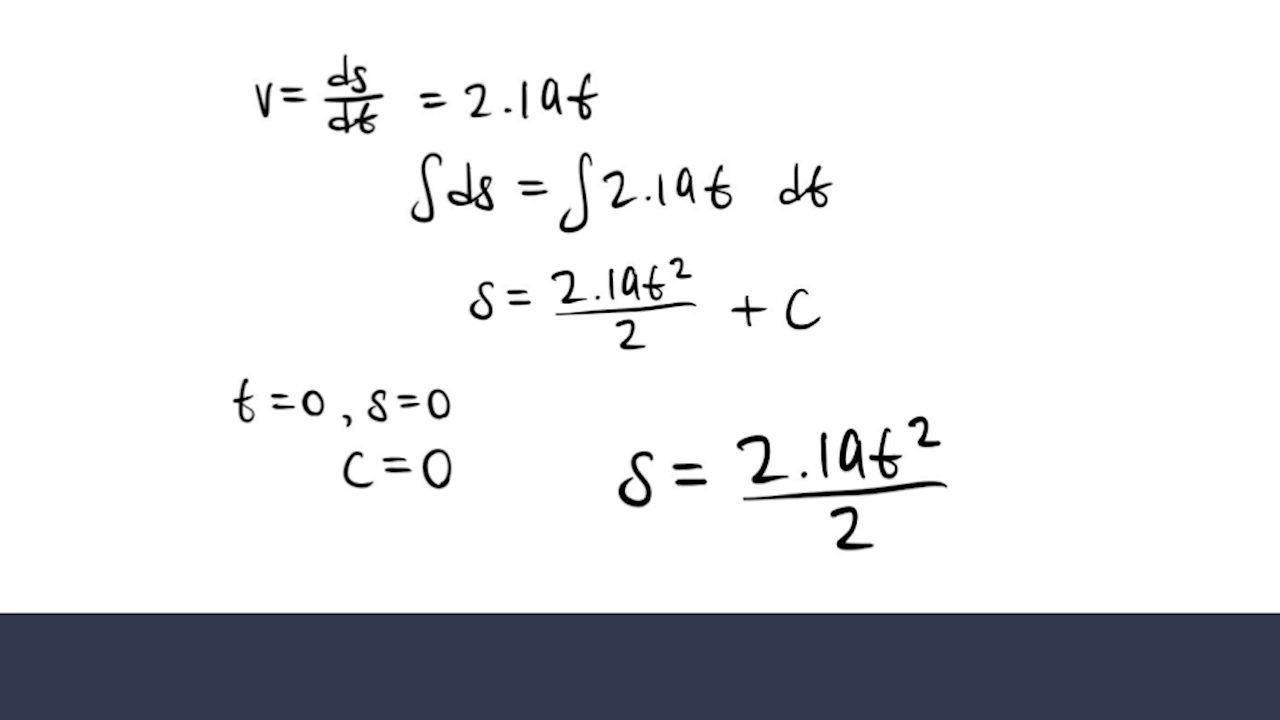 v = ds/dt = 2.19t
∫ds = ∫2.19t dt
s = 2.19t²/2 + C
t=0, s=0
C=0
s = 2.19t²/2